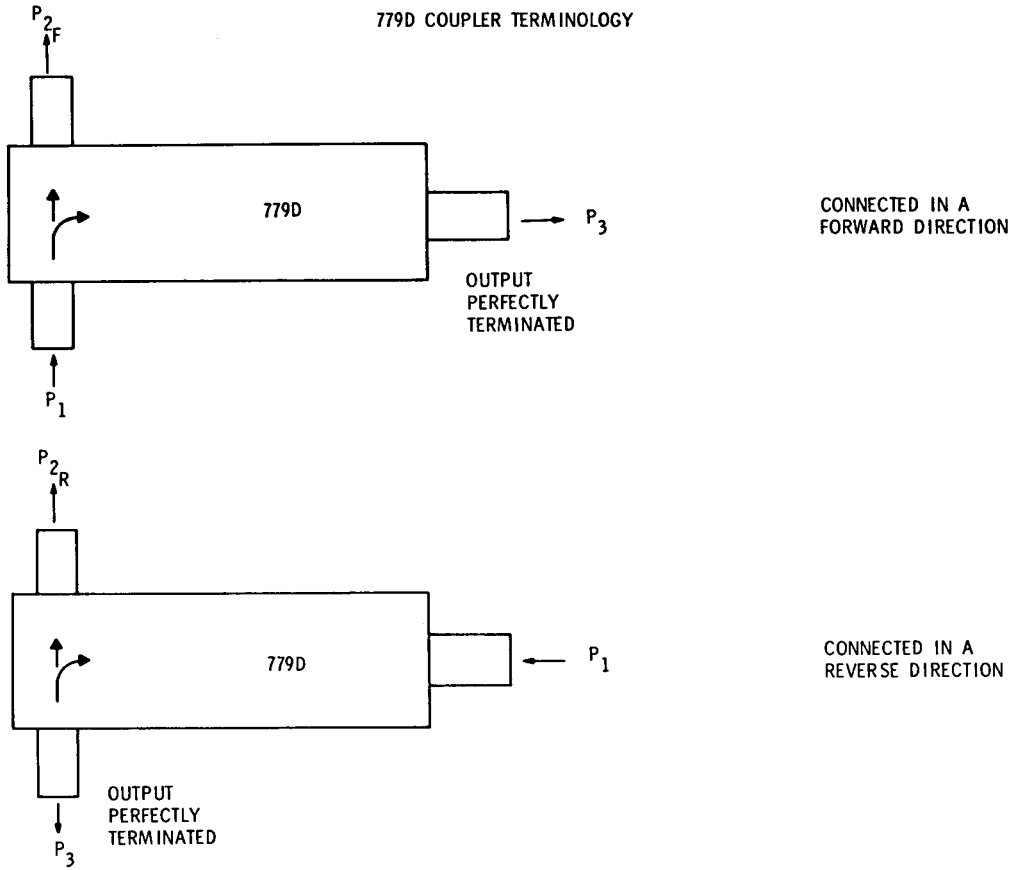 779D COUPLER TERMINOLOGY
P2F
779D
P3
CONNECTED IN A
FORWARD DIRECTION
OUTPUT
PERFECTLY
TERMINATED
P1
P2R
779D
P1
CONNECTED IN A
REVERSE DIRECTION
OUTPUT
PERFECTLY
TERMINATED
P3